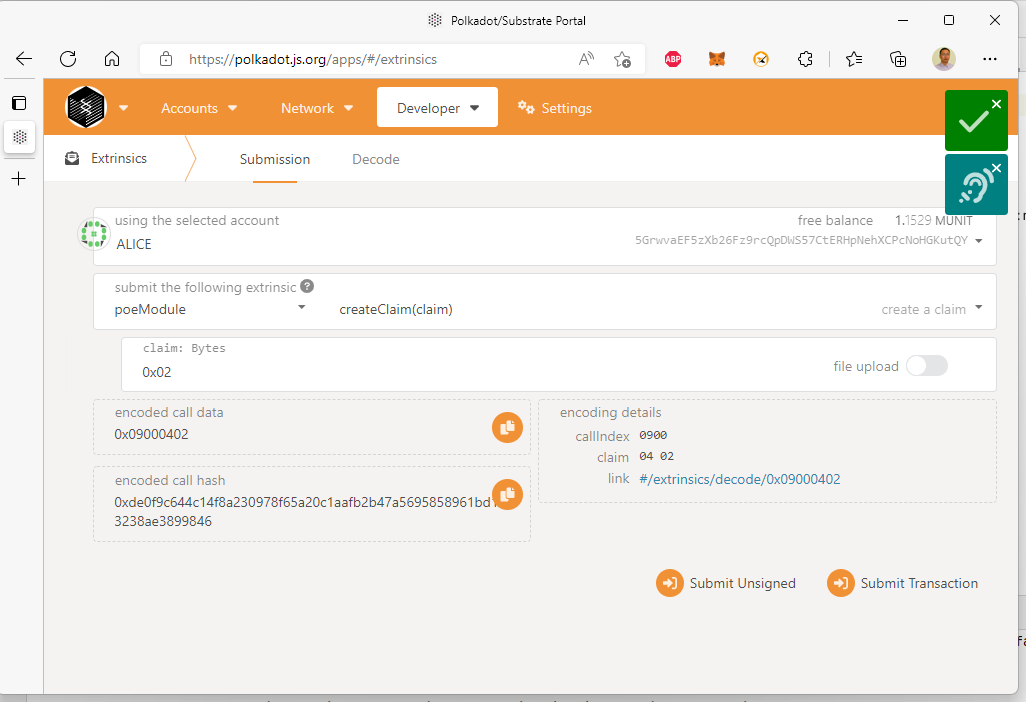 Polkadot/Substrate Portal
https://polkadot.js.org/apps/#/extrinsics
ABP
Accounts
Network
Developer
Settings
Extrinsics
Submission
Decode
using the selected account
free balance 1.1529 MUNIT
ALICE
5GrwvaEF5zXb26Fz9rcQpDWS57CtERHpNehXCPcNoHGKutQY
submit the following extrinsic ?
poeModule
createClaim(claim)
create a claim
claim: Bytes
0x02
file upload
encoded call data
0x09000402
encoding details
callIndex 0900
claim 04 02
link #/extrinsics/decode/0x09000402
encoded call hash
0xde0f9c644c14f8a230978f65a20c1aafb2b47a5695858961bd
3238ae3899846
Submit Unsigned
Submit Transaction